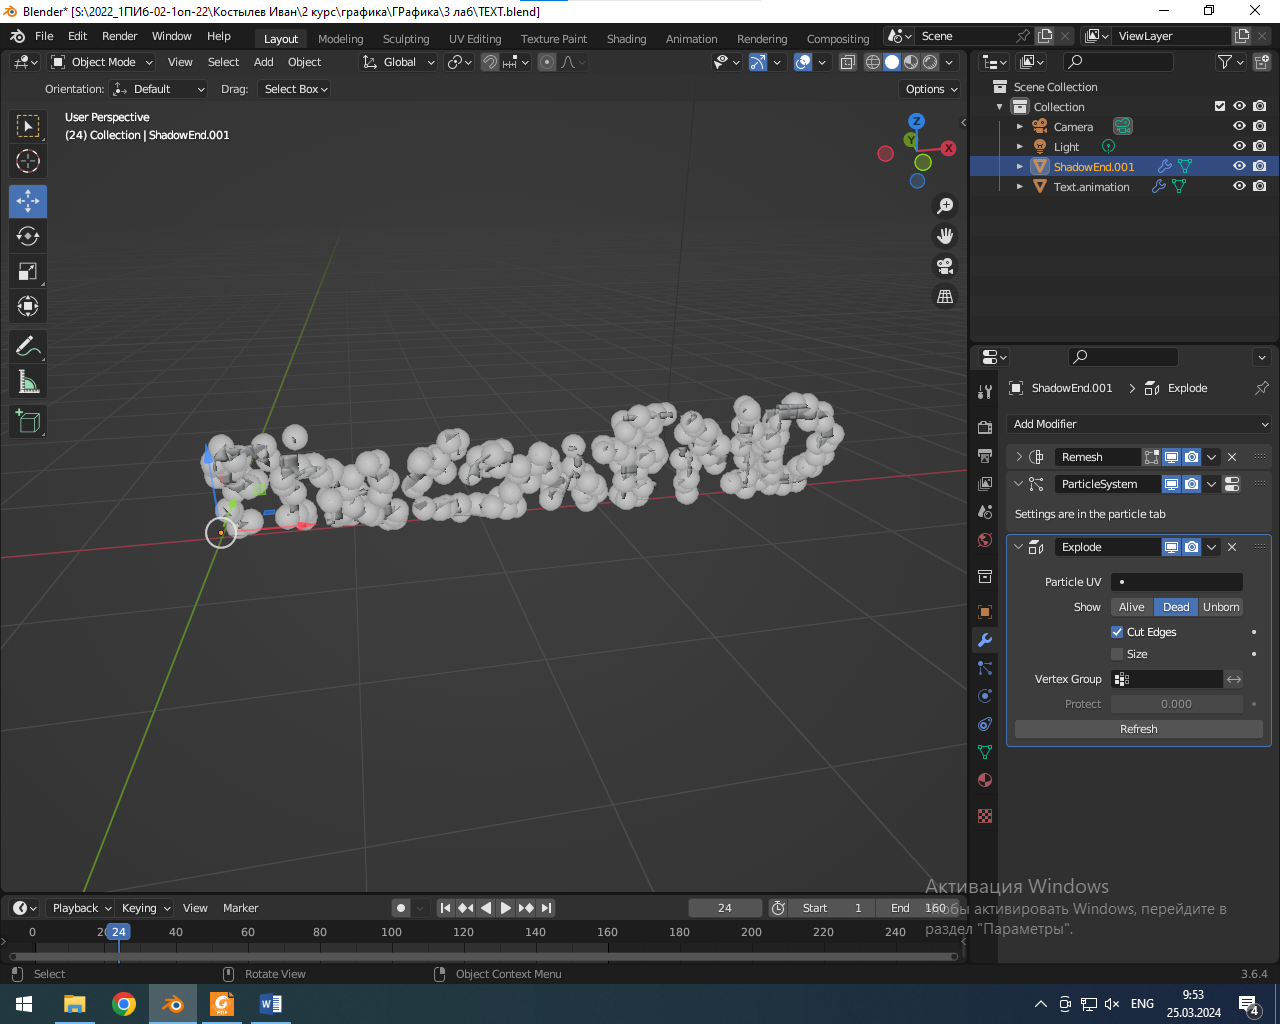 Blender* [S:\2022_1ПИб-02-1оп-22\Костылев Иван\2 курс\графика\ГРафика\3 лаб\TEXT.blend]
File Edit Render Window Help Layout Modeling Sculpting UV Editing Texture Paint Shading Animation Rendering Compositing Scene ViewLayer
Object Mode View Select Add Object Global
Orientation: Default Drag: Select Box Options
User Perspective
(24) Collection | ShadowEnd.001
Z
Y
X
Scene Collection
Collection
Camera
Light
ShadowEnd.001
Text.animation
ShadowEnd.001 Explode
Add Modifier
Remesh
ParticleSystem
Settings are in the particle tab
Explode
Particle UV
Show Alive Dead Unborn
Cut Edges
Size
Vertex Group
Protect 0.000
Refresh
Активация Windows
Чтобы активировать Windows, перейдите в
раздел "Параметры".
Playback Keying View Marker 24 Start 1 End 160
0 20 24 40 60 80 100 120 140 160 180 200 220 240
Select Rotate View Object Context Menu 3.6.4
PDF
ENG
9:53
25.03.2024
4